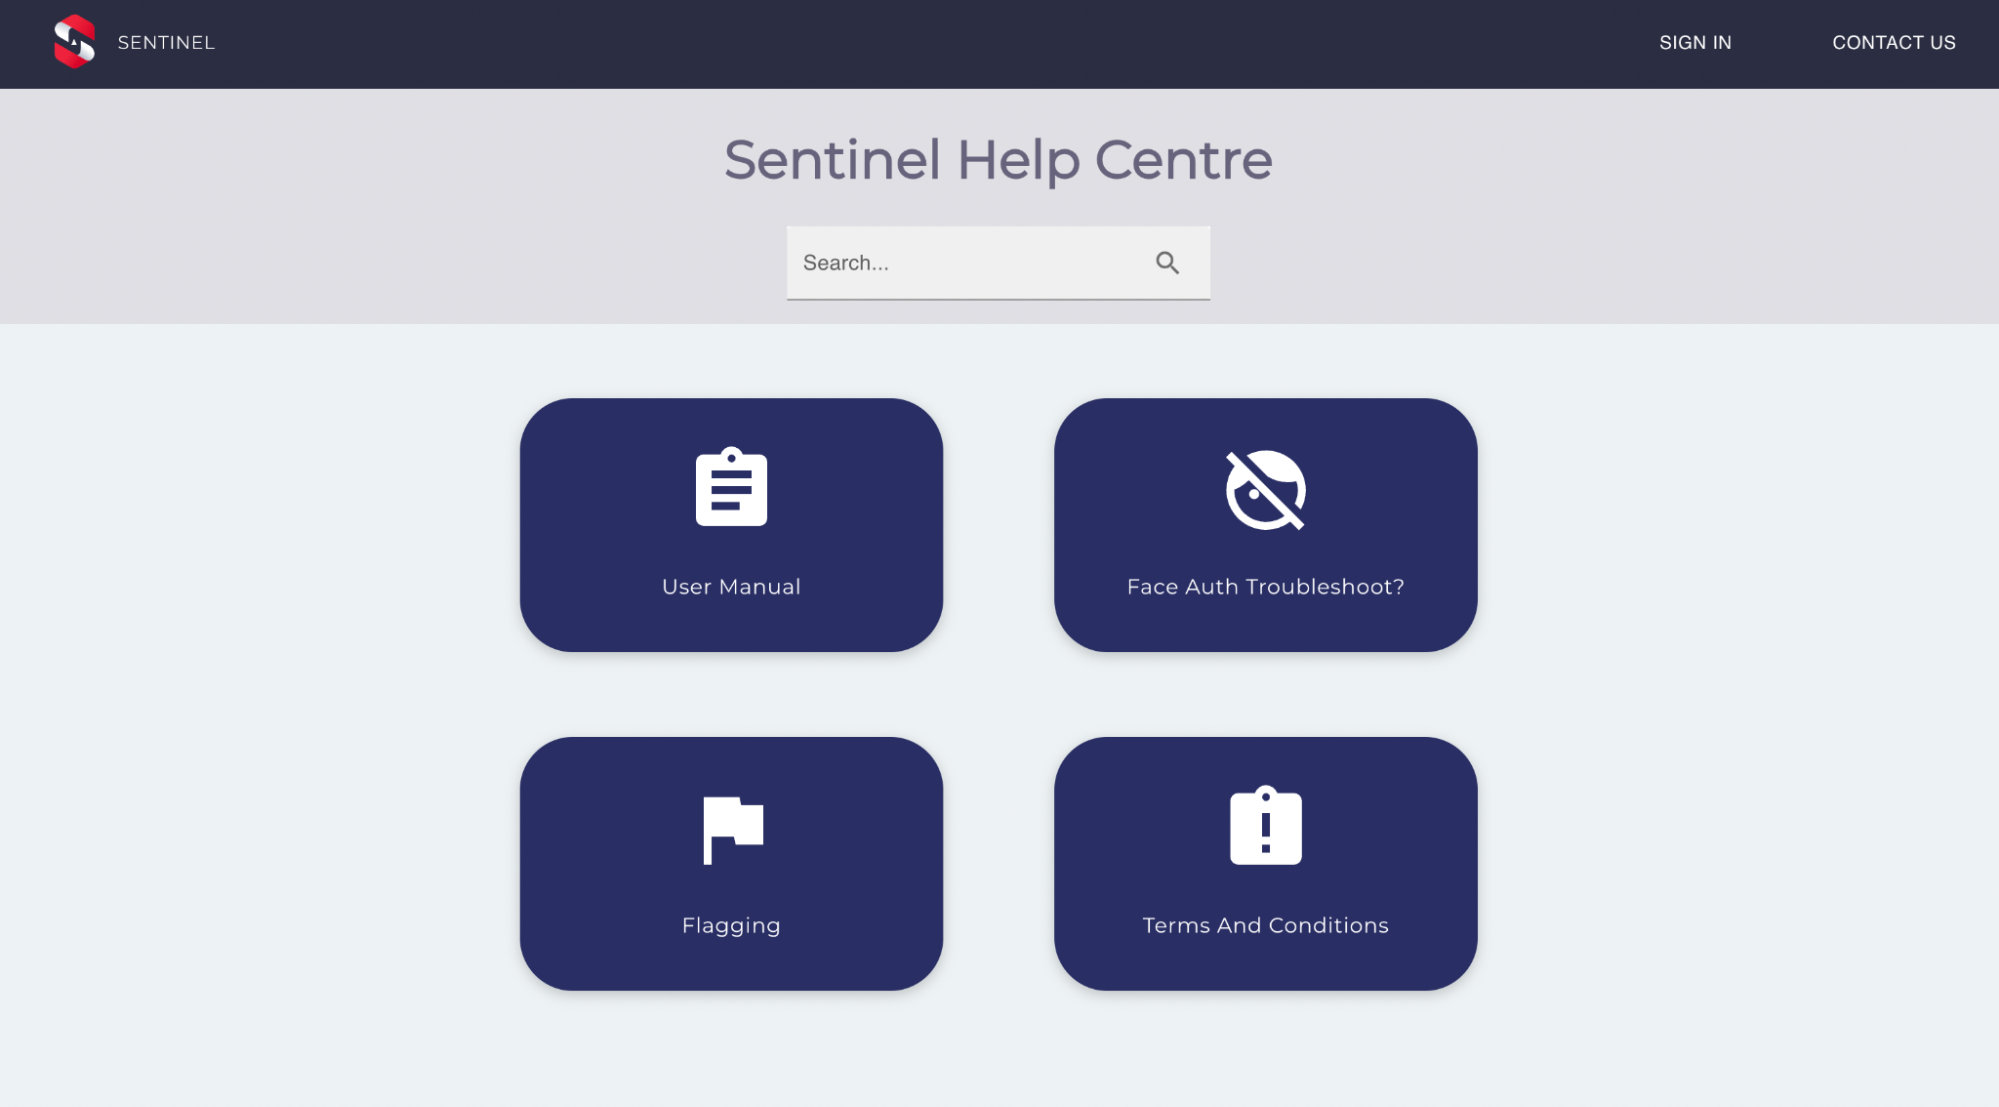 SENTINEL
SIGN IN
CONTACT US
Sentinel Help Centre
Search...
User Manual
Face Auth Troubleshoot?
Flagging
Terms And Conditions